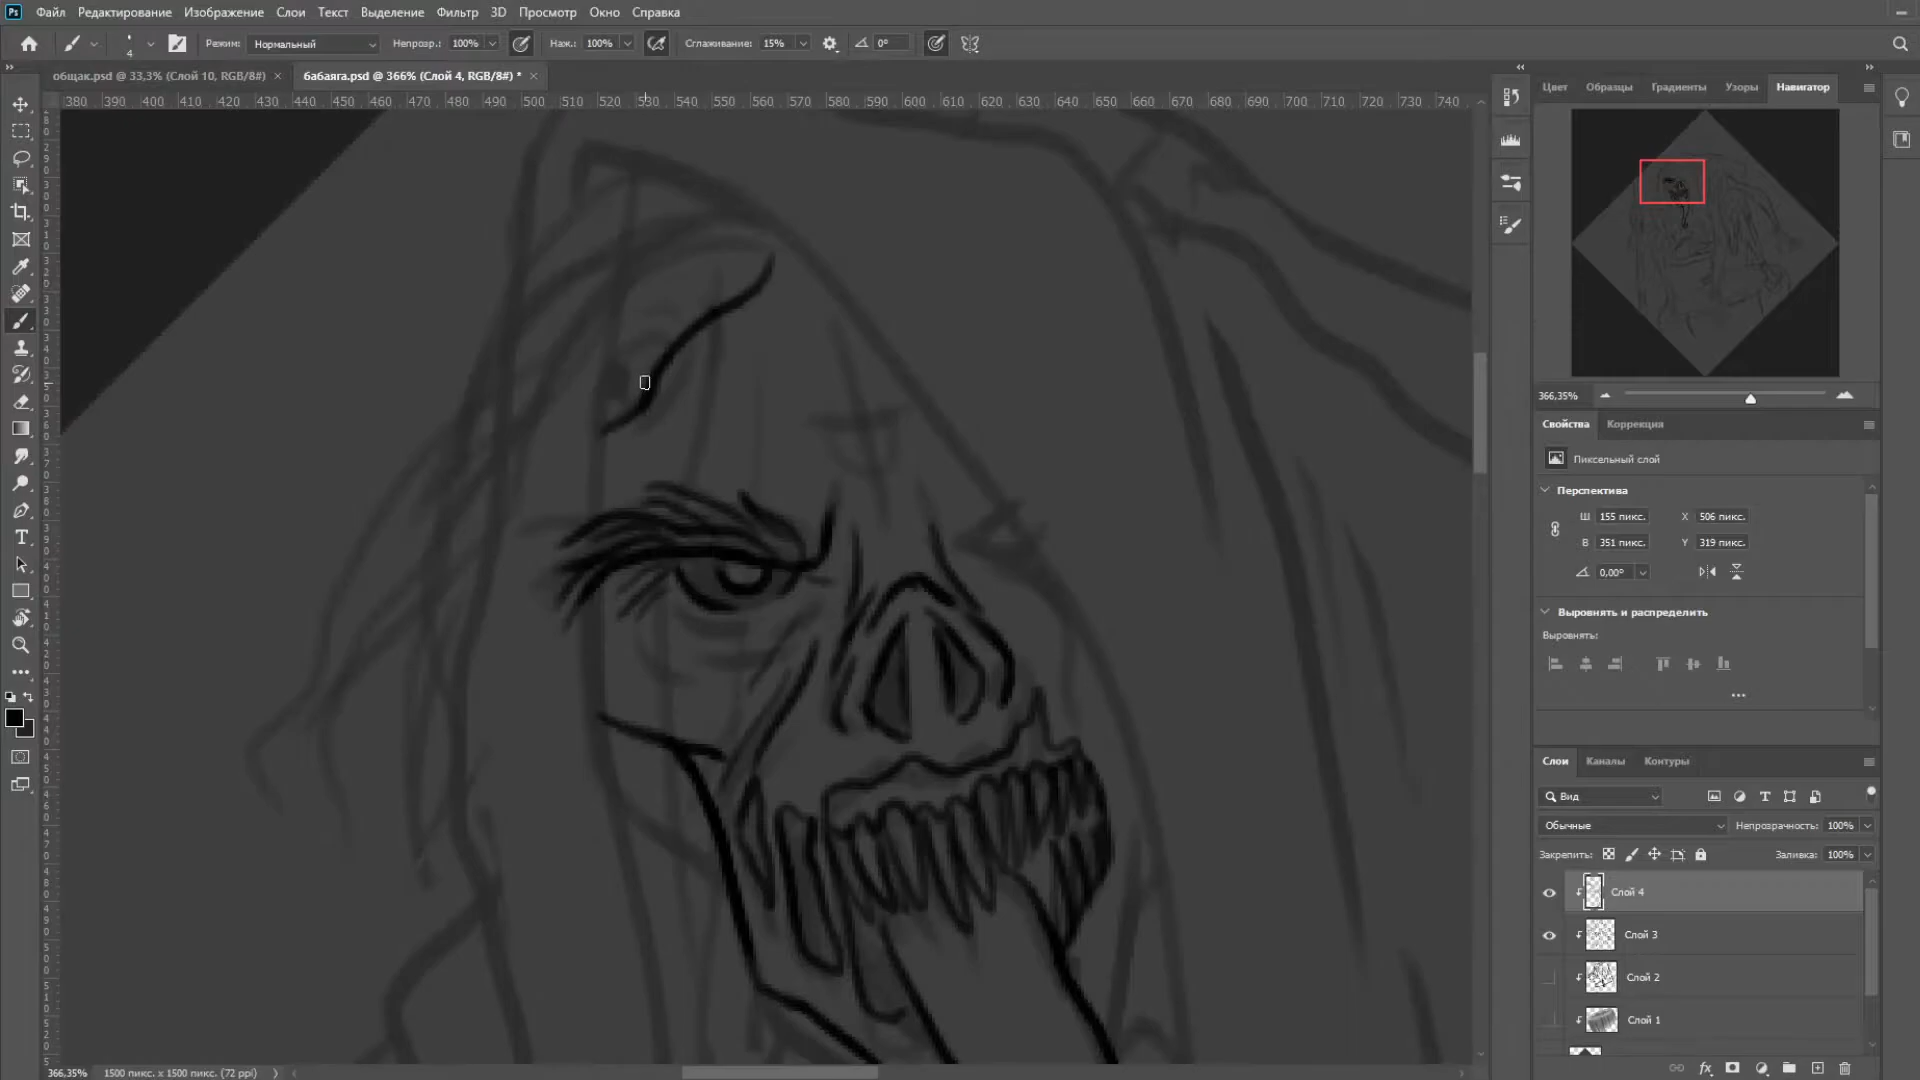 Ps Файл Редактирование Изображение Слои Текст Выделение Фильтр 3D Просмотр Окно Справка
4 Режим: Нормальный Непрозр.: 100% Наж.: 100% Сглаживание: 15% 0°
общак.psd @ 33,3% (Слой 10, RGB/8#) × бабаяга.psd @ 366% (Слой 4, RGB/8#) * ×
380 390 400 410 420 430 440 450 460 470 480 490 500 510 520 530 540 550 560 570 580 590 600 610 620 630 640 650 660 670 680 690 700 710 720 730 740
Цвет Образцы Градиенты Узоры Навигатор
366,35%
Свойства Коррекция
Пиксельный слой
Перспектива
Ш 155 пикс. X 506 пикс.
В 351 пикс. Y 319 пикс.
0,00°
Выровнять и распределить
Выровнять:
Слои Каналы Контуры
Вид
Обычные Непрозрачность: 100%
Закрепить: Заливка: 100%
Слой 4
Слой 3
Слой 2
Слой 1
366,35% 1500 пикс. x 1500 пикс. (72 ppi)